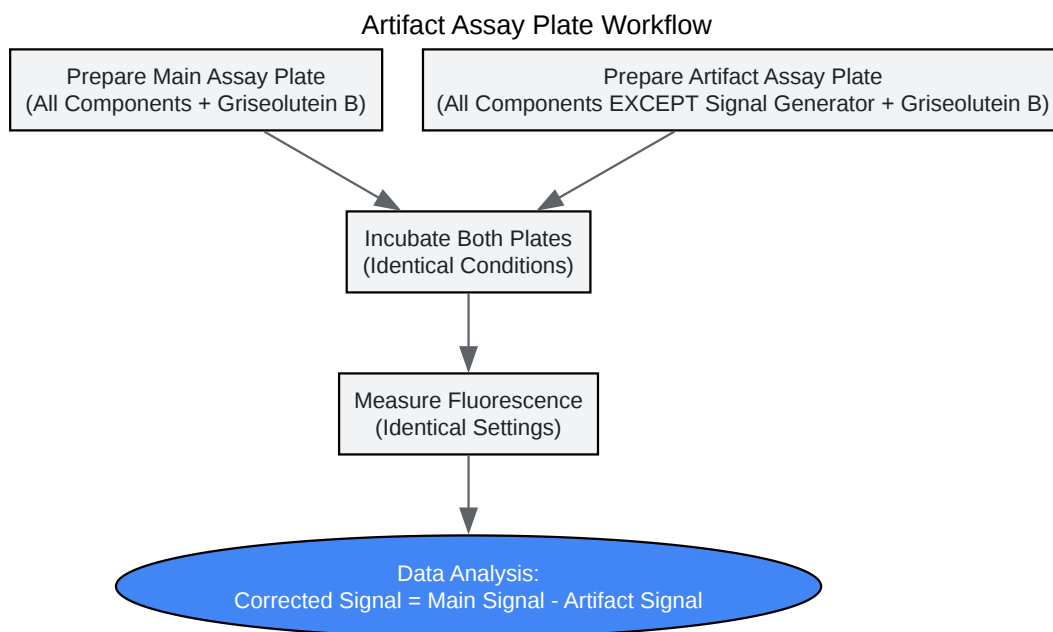 Artifact Assay Plate Workflow
Prepare Main Assay Plate
(All Components + Griseolutein B)
Prepare Artifact Assay Plate
(All Components EXCEPT Signal Generator + Griseolutein B)
Incubate Both Plates
(Identical Conditions)
Measure Fluorescence
(Identical Settings)
Data Analysis:
Corrected Signal = Main Signal - Artifact Signal